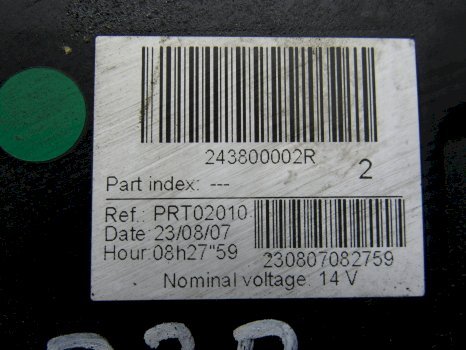 243800002R
2
Part index: ---
Ref.: PRT02010
Date: 23/08/07
Hour:08h27"59
230807082759
Nominal voltage: 14 V